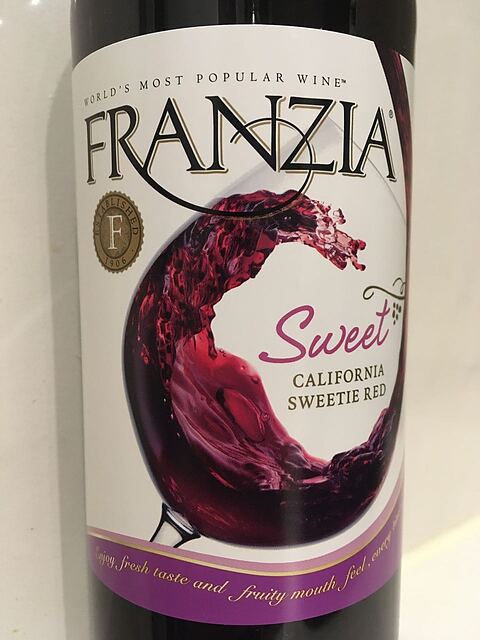 WORLD'S MOST POPULAR WINE™
FRANZIA®
ESTABLISHED
F
1906
Sweet
CALIFORNIA
SWEETIE RED
Enjoy fresh taste and fruity mouth feel, every